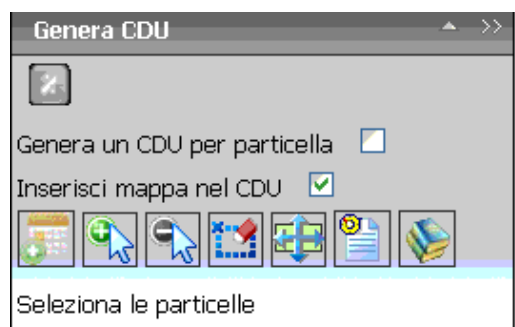 Genera CDU
Genera un CDU per particella
Inserisci mappa nel CDU
Seleziona le particelle